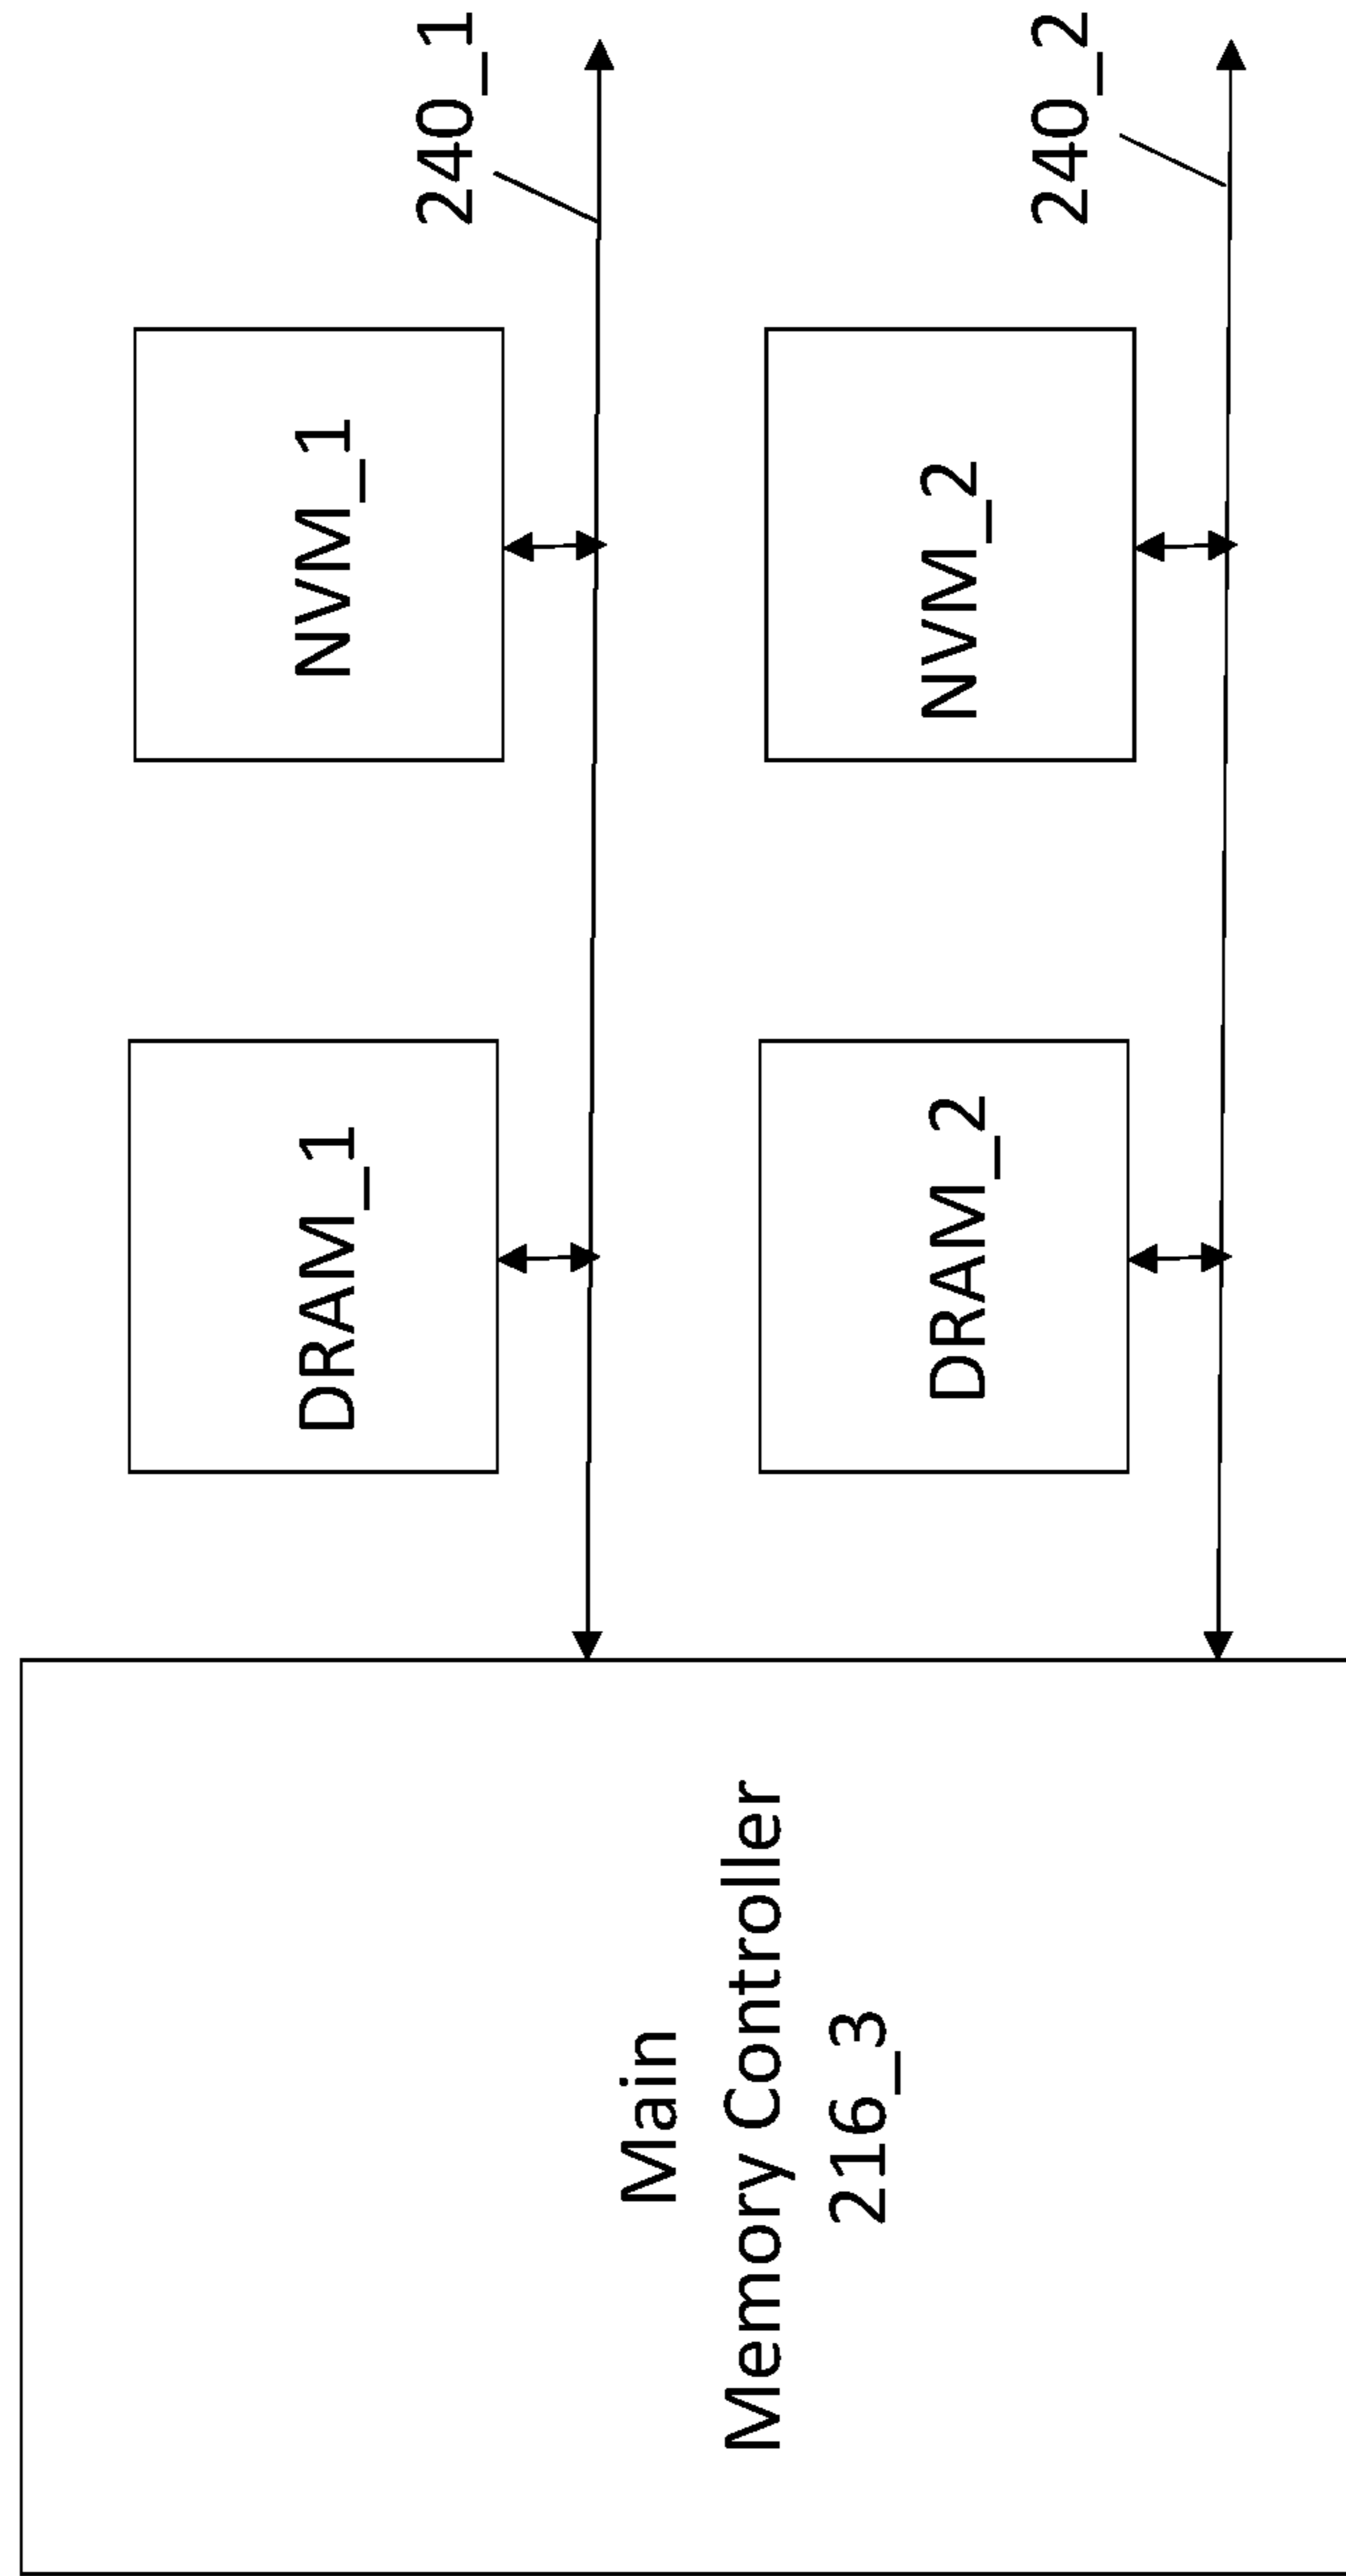 DRAM_1
NVM_1
240_1
Main
Memory Controller
216_3
DRAM_2
NVM_2
240_2